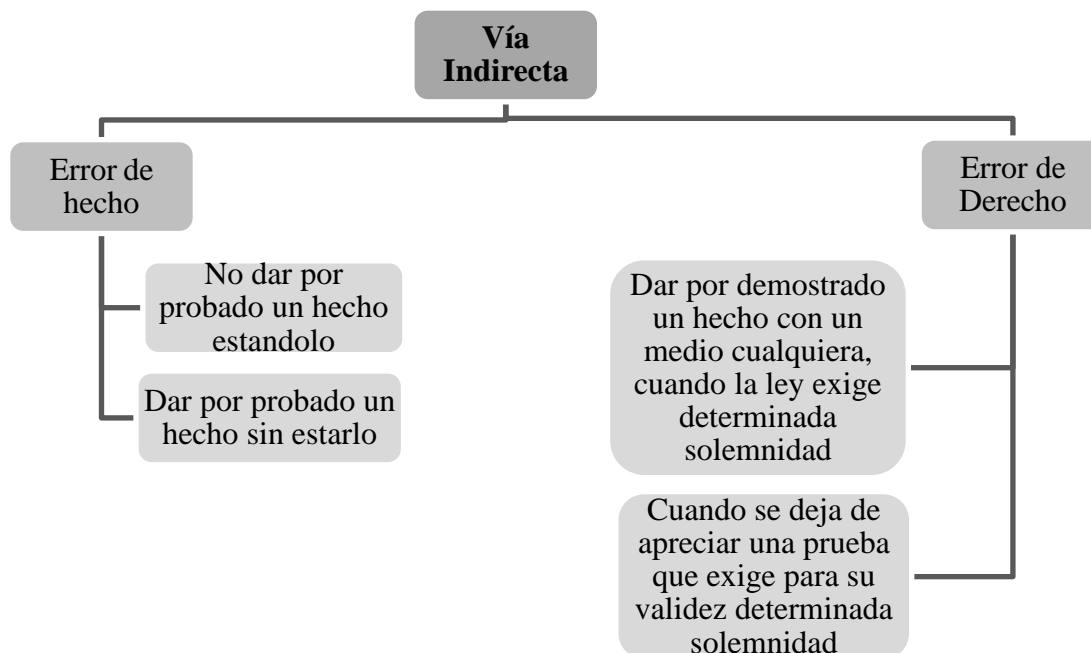 Vía
Indirecta
Error de
hecho
No dar por
probado un hecho
estandolo
Dar por probado un
hecho sin estarlo
Error de
Derecho
Dar por demostrado
un hecho con un
medio cualquiera,
cuando la ley exige
determinada
solemnidad
Cuando se deja de
apreciar una prueba
que exige para su
validez determinada
solemnidad